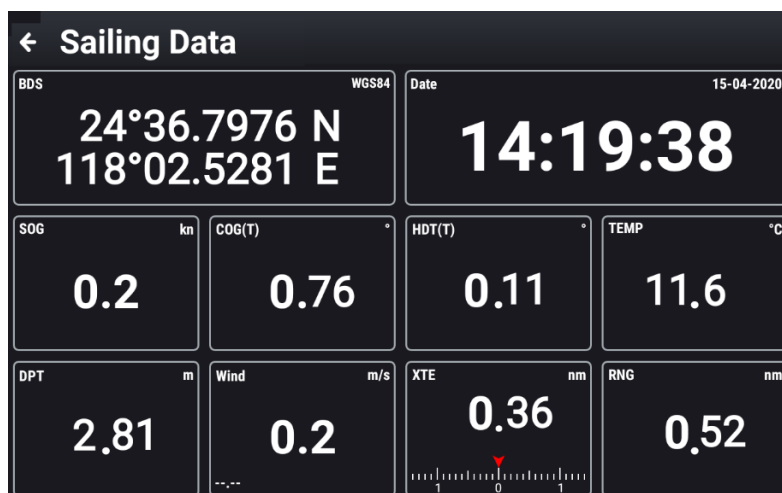 Sailing Data
BDS WGS84
24°36.7976 N
118°02.5281 E
Date 15-04-2020
14:19:38
SOG kn
0.2
COG(T) °
0.76
HDT(T) °
0.11
TEMP °C
11.6
DPT m
2.81
Wind m/s
0.2
--.--
XTE nm
0.36
1 0 1
RNG nm
0.52